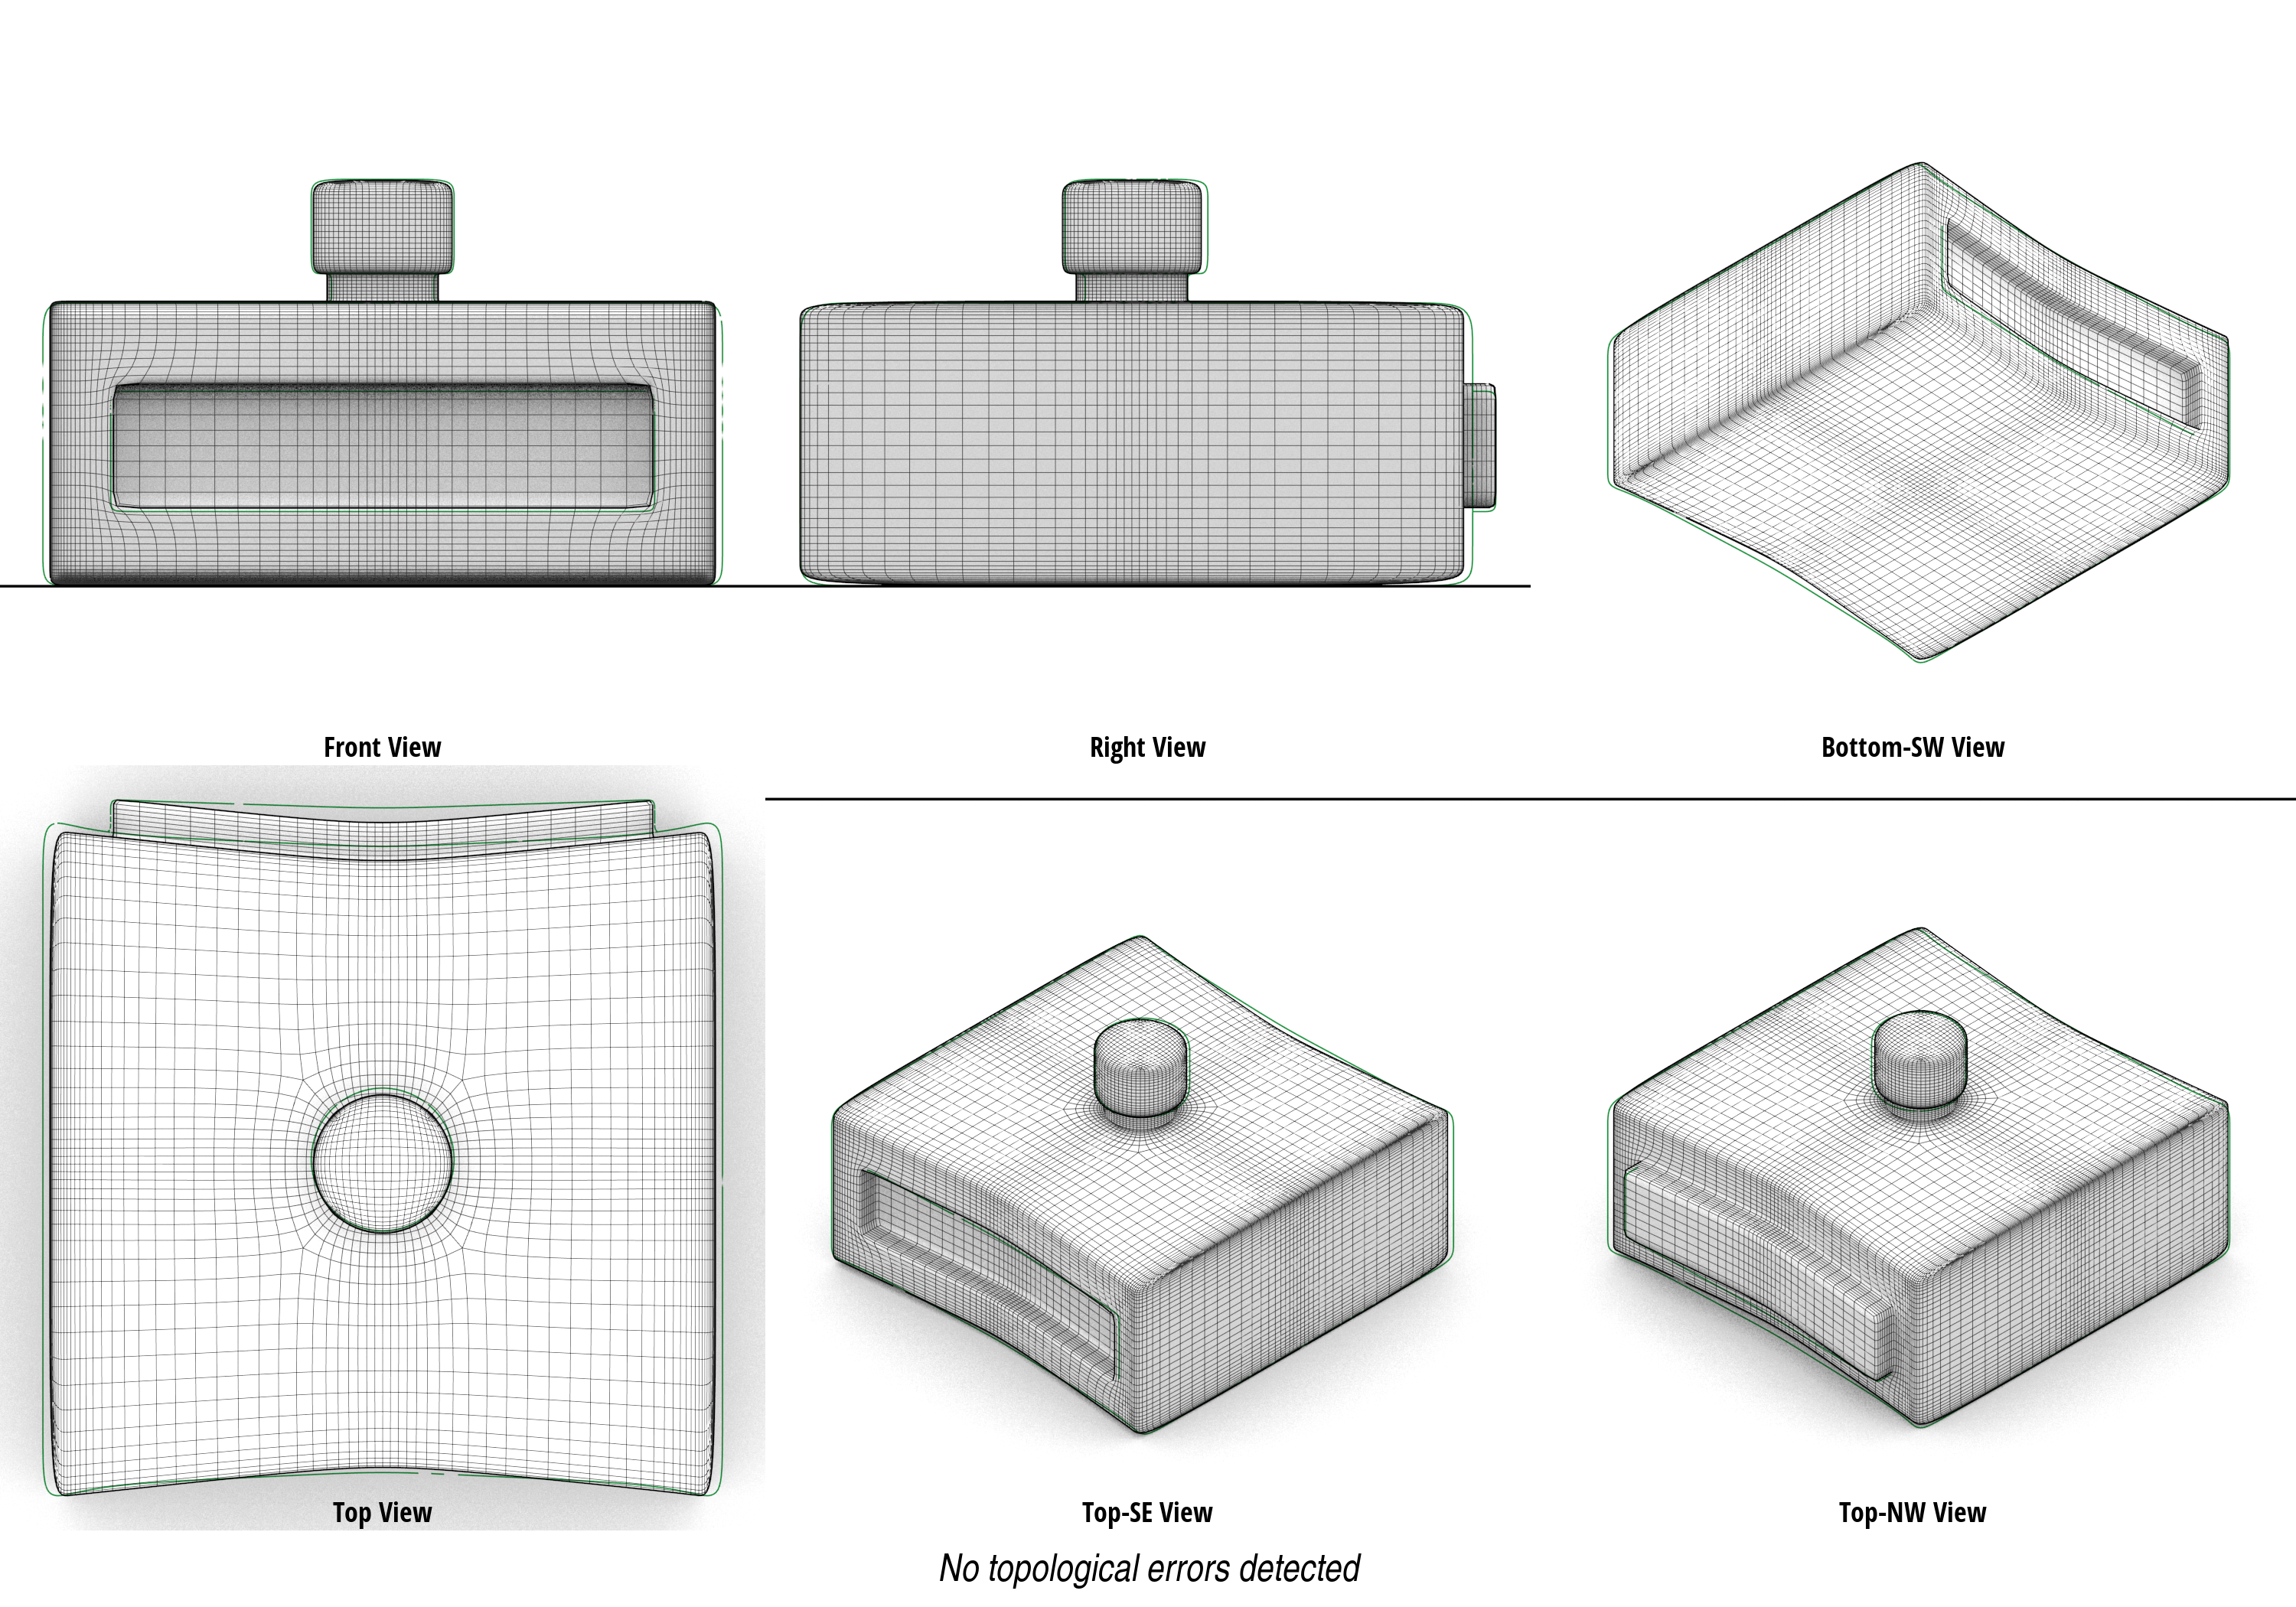 Front View
Right View
Bottom-SW View
Top View
Top-SE View
Top-NW View
No topological errors detected